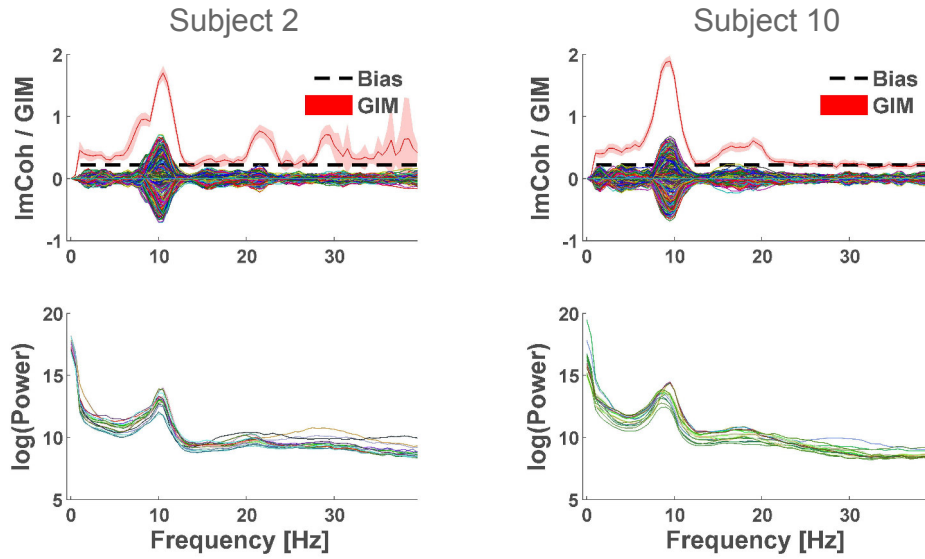 Subject 2
Subject 10
ImCoh / GIM
2
1
0
-1
Bias
GIM
0 10 20 30
ImCoh / GIM
2
1
0
-1
Bias
GIM
0 10 20 30
log(Power)
20
15
10
5
0 10 20 30
Frequency [Hz]
log(Power)
20
15
10
5
0 10 20 30
Frequency [Hz]